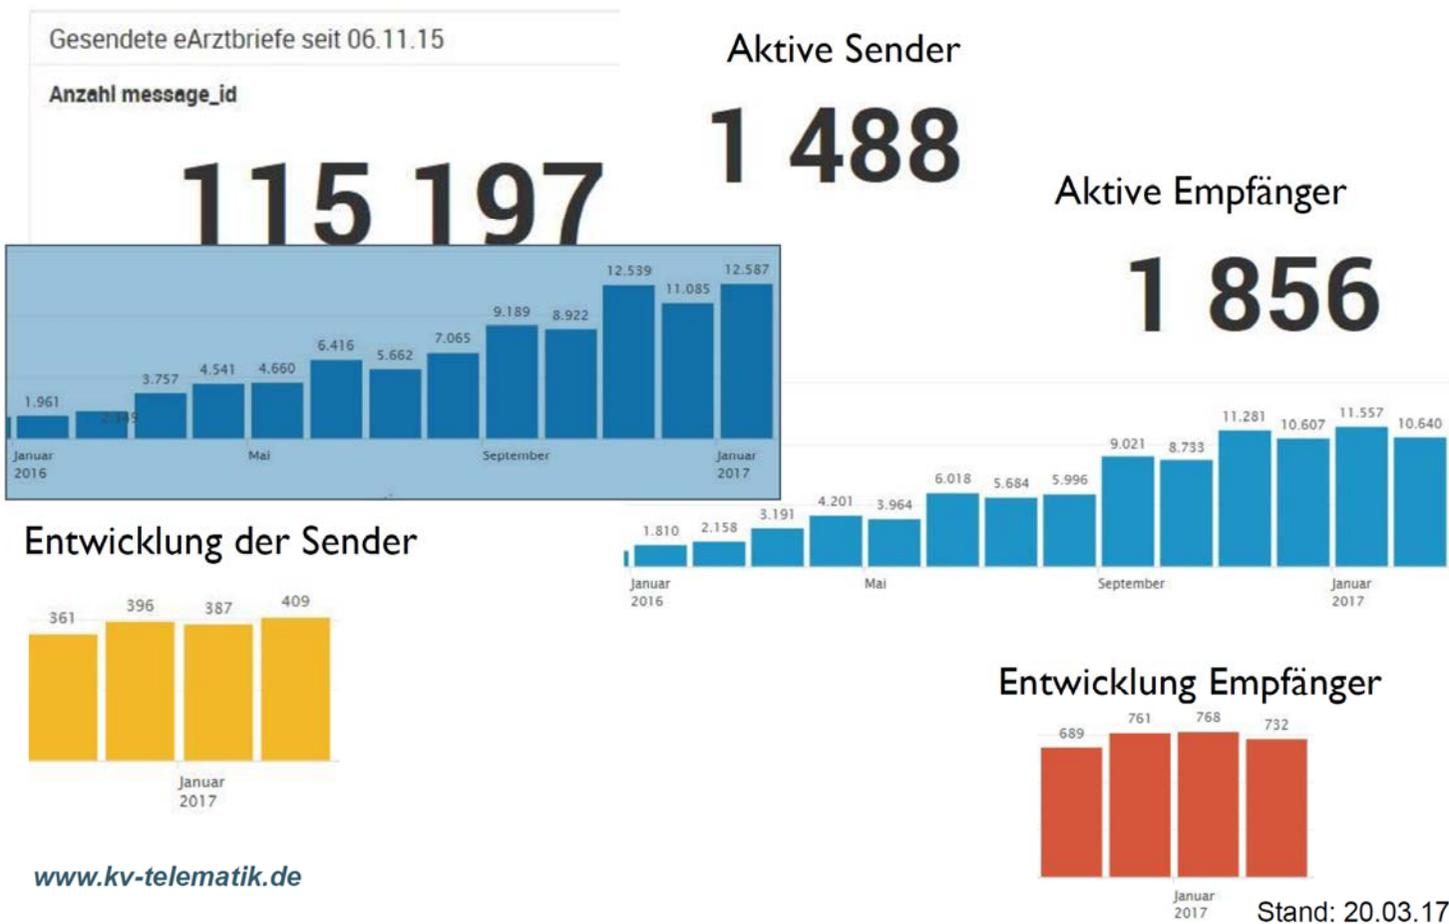 Gesendete eArztbriefe seit 06.11.15
Anzahl message_id
115 197
Aktive Sender
1 488
Aktive Empfänger
1 856
1.961
2.349
3.757
4.541
4.660
6.416
5.662
7.065
9.189
8.922
12.539
11.085
12.587
Januar
2016
Mai
September
Januar
2017
1.810
2.158
3.191
4.201
3.964
6.018
5.684
5.996
9.021
8.733
11.281
10.607
11.557
10.640
Januar
2016
Mai
September
Januar
2017
Entwicklung der Sender
361
396
387
409
Januar
2017
Entwicklung Empfänger
689
761
768
732
Januar
2017
www.kv-telematik.de
Stand: 20.03.17